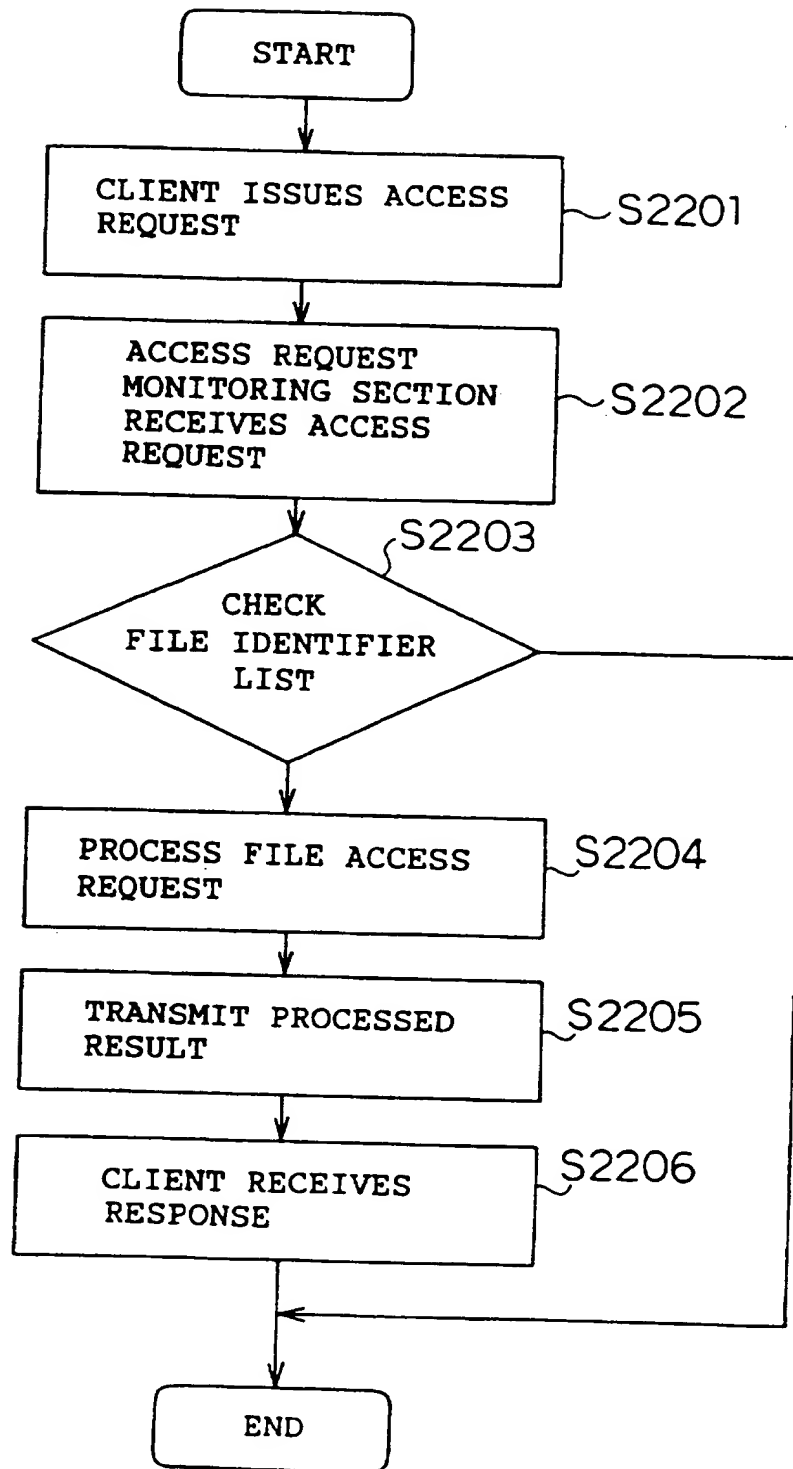 START
CLIENT ISSUES ACCESS
REQUEST
S2201
ACCESS REQUEST
MONITORING SECTION
RECEIVES ACCESS
REQUEST
S2202
S2203
CHECK
FILE IDENTIFIER
LIST
PROCESS FILE ACCESS
REQUEST
S2204
TRANSMIT PROCESSED
RESULT
S2205
CLIENT RECEIVES
RESPONSE
S2206
END